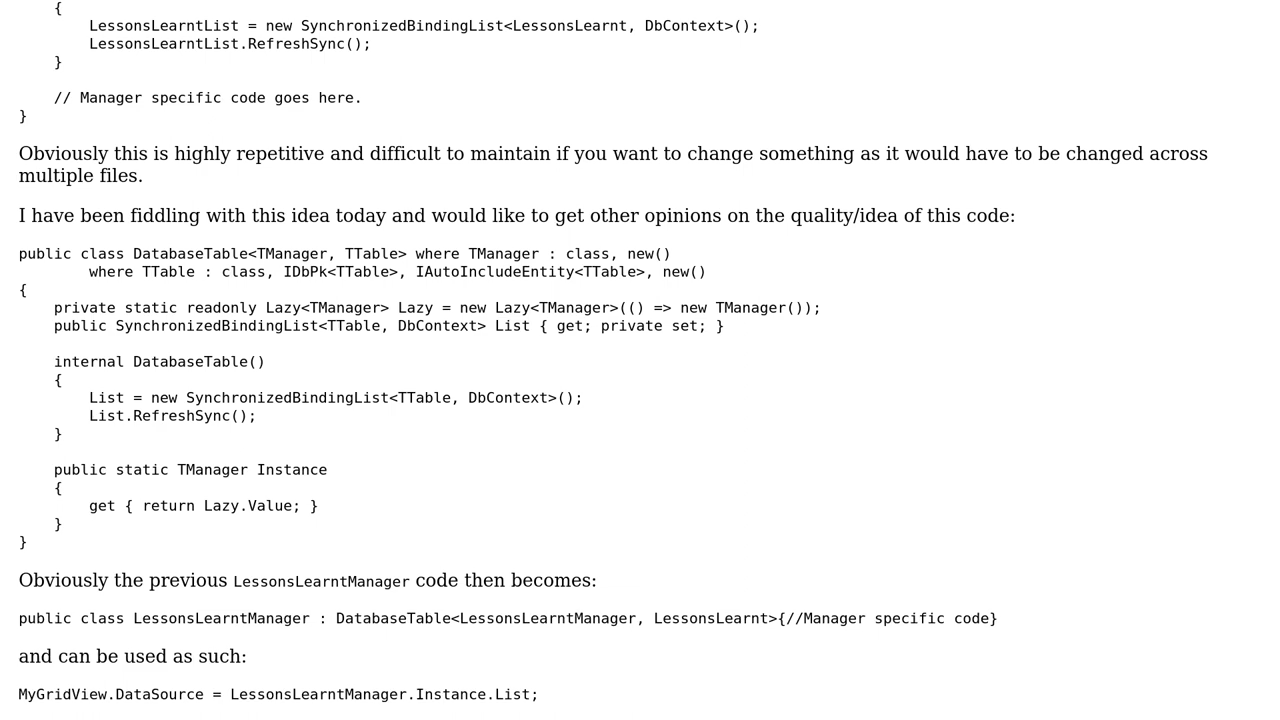 {
        LessonsLearntList = new SynchronizedBindingList<LessonsLearnt, DbContext>();
        LessonsLearntList.RefreshSync();
    }

    // Manager specific code goes here.
}
Obviously this is highly repetitive and difficult to maintain if you want to change something as it would have to be changed across
multiple files.
I have been fiddling with this idea today and would like to get other opinions on the quality/idea of this code:
public class DatabaseTable<TManager, TTable> where TManager : class, new()
        where TTable : class, IDbPk<TTable>, IAutoIncludeEntity<TTable>, new()
{
    private static readonly Lazy<TManager> Lazy = new Lazy<TManager>(() => new TManager());
    public SynchronizedBindingList<TTable, DbContext> List { get; private set; }

    internal DatabaseTable()
    {
        List = new SynchronizedBindingList<TTable, DbContext>();
        List.RefreshSync();
    }

    public static TManager Instance
    {
        get { return Lazy.Value; }
    }
}
Obviously the previous LessonsLearntManager code then becomes:
public class LessonsLearntManager : DatabaseTable<LessonsLearntManager, LessonsLearnt>{//Manager specific code}
and can be used as such:
MyGridView.DataSource = LessonsLearntManager.Instance.List;